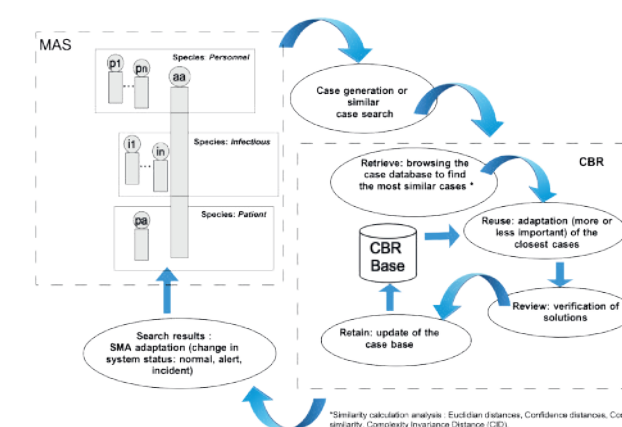 MAS
Species: Personnel
p1
pn
aa
Species: Infectious
i1
in
Species: Patient
pa
Case generation or
similar
case search
CBR
Retrieve: browsing the
case database to find
the most similar cases *
Reuse: adaptation (more or
less important) of the
closest cases
CBR
Base
Review: verification of
solutions
Retain: update of the
case base
Search results :
SMA adaptation (change in
system status: normal, alert,
incident)
*Similarity calculation analysis : Euclidian distances, Confidence distances,
similarity, Complexity Invariance Distance (CID)